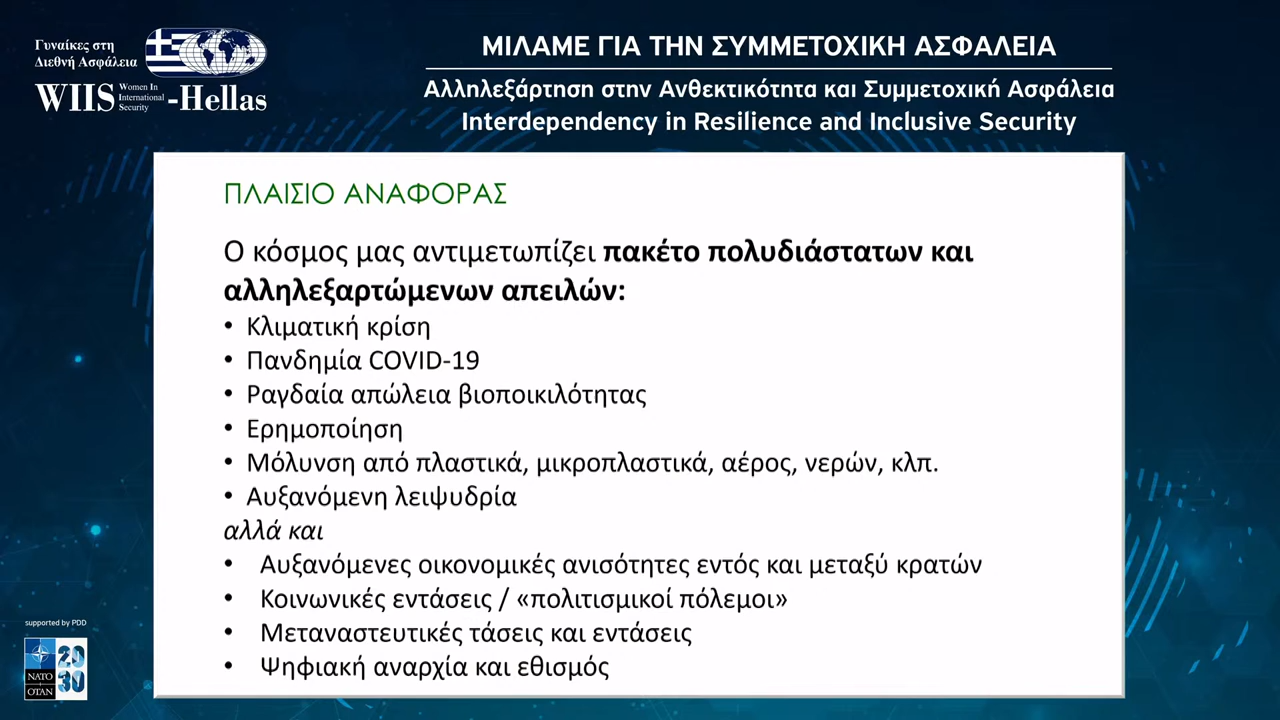 Γυναίκες στη
Διεθνή Ασφάλεια
WIIS Women In International Security -Hellas
ΜΙΛΑΜΕ ΓΙΑ ΤΗΝ ΣΥΜΜΕΤΟΧΙΚΗ ΑΣΦΑΛΕΙΑ
Αλληλεξάρτηση στην Ανθεκτικότητα και Συμμετοχική Ασφάλεια
Interdependency in Resilience and Inclusive Security
ΠΛΑΙΣΙΟ ΑΝΑΦΟΡΑΣ
Ο κόσμος μας αντιμετωπίζει πακέτο πολυδιάστατων και
αλληλεξαρτώμενων απειλών:
• Κλιματική κρίση
• Πανδημία COVID-19
• Ραγδαία απώλεια βιοποικιλότητας
• Ερημοποίηση
• Μόλυνση από πλαστικά, μικροπλαστικά, αέρος, νερών, κλπ.
• Αυξανόμενη λειψυδρία
αλλά και
• Αυξανόμενες οικονομικές ανισότητες εντός και μεταξύ κρατών
• Κοινωνικές εντάσεις / «πολιτισμικοί πόλεμοι»
• Μεταναστευτικές τάσεις και εντάσεις
• Ψηφιακή αναρχία και εθισμός
supported by PDD
NATO
OTAN
20
30